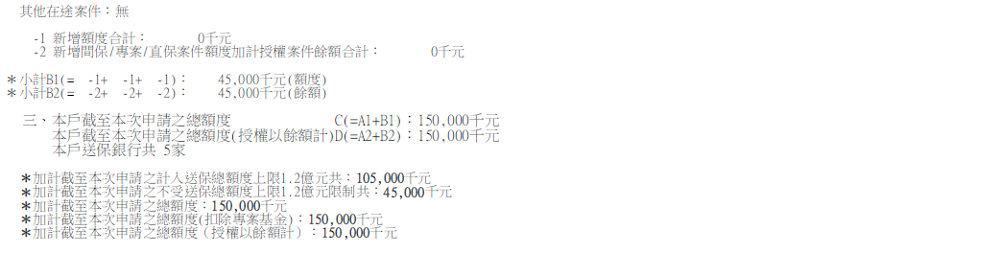 其他在途案件：無
-1 新增額度合計： 0千元
-2 新增間保/專案/直保案件額度加計授權案件餘額合計： 0千元
＊小計B1(= -1+ -1+ -1)： 45,000千元(額度)
＊小計B2(= -2+ -2+ -2)： 45,000千元(餘額)
三、本戶截至本次申請之總額度 C(=A1+B1)：150,000千元
本戶截至本次申請之總額度(授權以餘額計)D(=A2+B2)：150,000千元
本戶送保銀行共 5家
＊加計截至本次申請之計入送保總額度上限1.2億元共：105,000千元
＊加計截至本次申請之不受送保總額度上限1.2億元限制共：45,000千元
＊加計截至本次申請之總額度：150,000千元
＊加計截至本次申請之總額度(扣除專案基金)：150,000千元
＊加計截至本次申請之總額度（授權以餘額計）：150,000千元